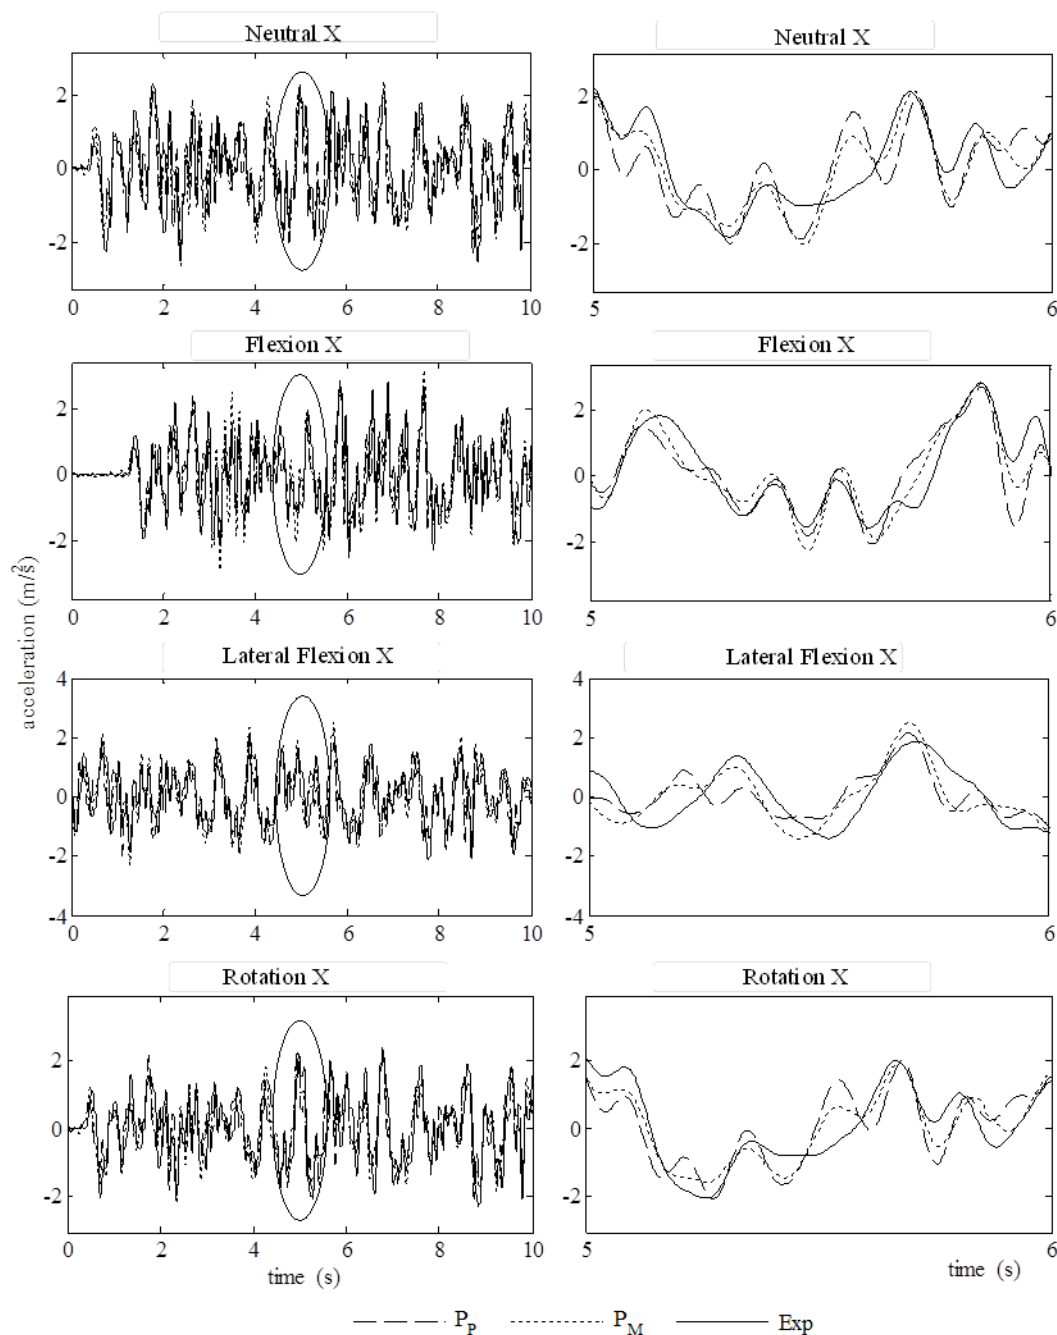 Neutral X
Neutral X
2
0
-2
0 2 4 6 8 10
2
0
-2
5 6
Flexion X
Flexion X
2
0
-2
0 2 4 6 8 10
2
0
-2
5 6
acceleration (m/s²)
Lateral Flexion X
Lateral Flexion X
4
2
0
-2
-4
0 2 4 6 8 10
4
2
0
-2
-4
5 6
Rotation X
Rotation X
2
0
-2
0 2 4 6 8 10
time (s)
2
0
-2
5 6
time (s)
P_P P_M Exp